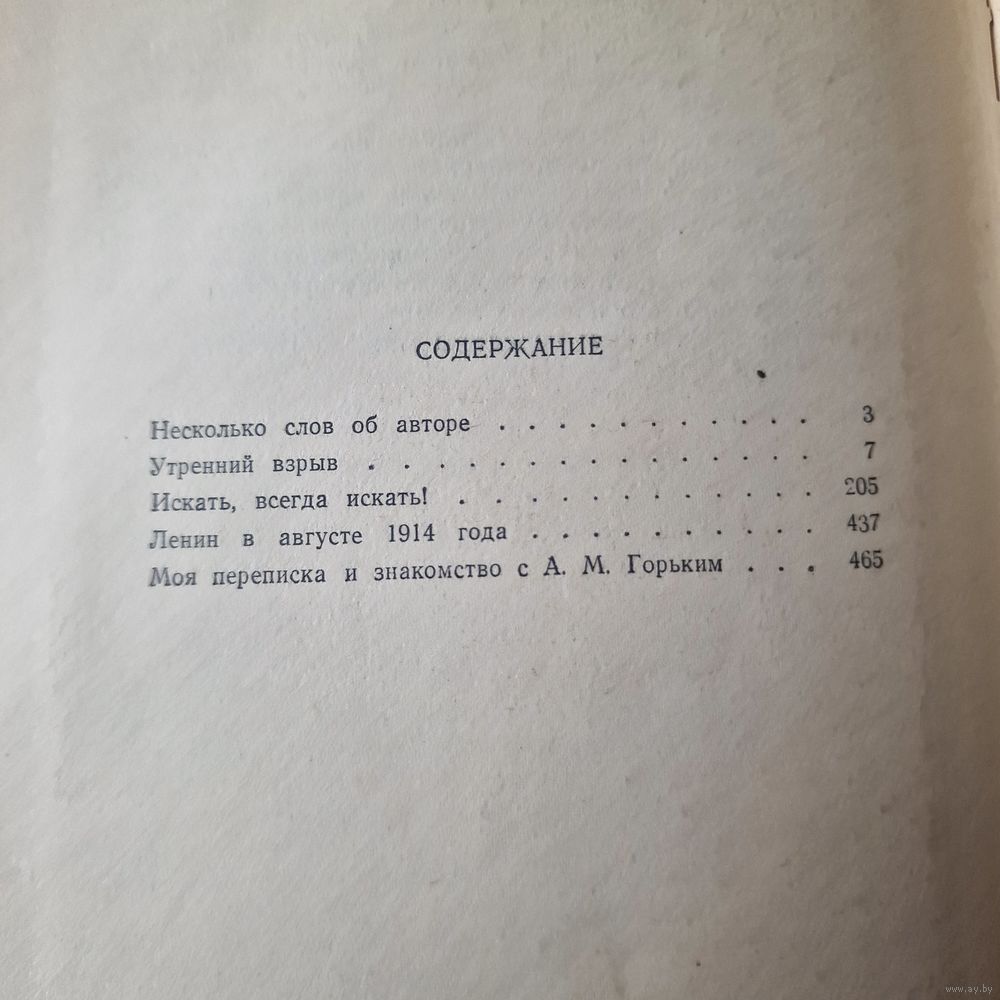 СОДЕРЖАНИЕ
Несколько слов об авторе . . . . . . . . . . . 3
Утренний взрыв . . . . . . . . . . . . . . . 7
Искать, всегда искать! . . . . . . . . . . . . 205
Ленин в августе 1914 года . . . . . . . . . . 437
Моя переписка и знакомство с А. М. Горьким . . . 465
www.ay.by